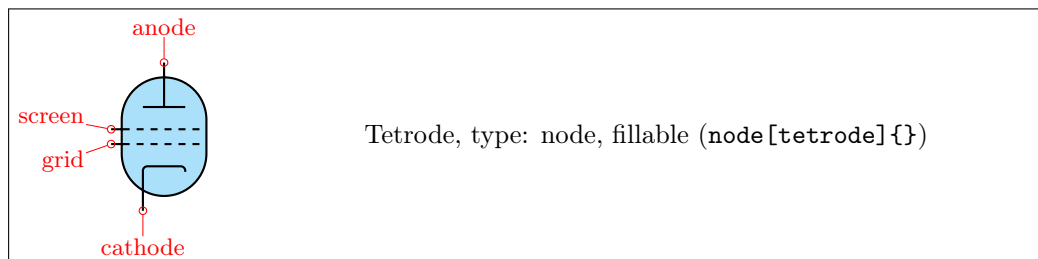 anode
screen
grid
cathode
Tetrode, type: node, fillable (node[tetrode]{})